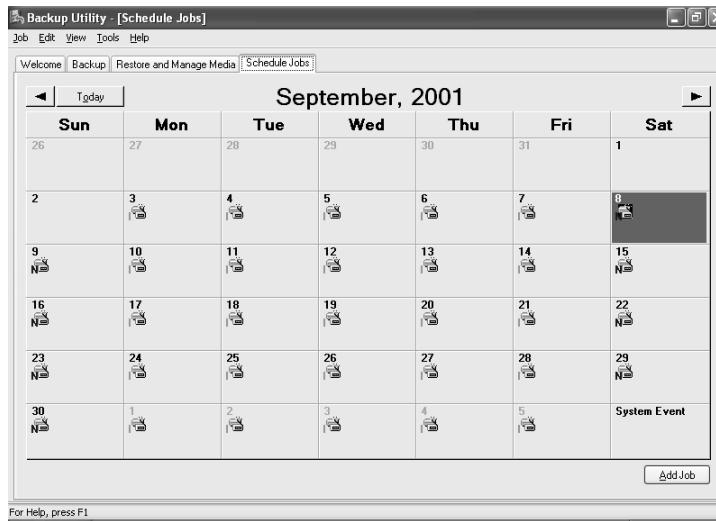 Backup Utility - [Schedule Jobs]
Job Edit View Tools Help
Welcome Backup Restore and Manage Media Schedule Jobs
Today September, 2001
Sun Mon Tue Wed Thu Fri Sat
26 27 28 29 30 31 1
2 3 4 5 6 7 8
I I I I I N
9 10 11 12 13 14 15
N I I I I I N
16 17 18 19 20 21 22
N I I I I I N
23 24 25 26 27 28 29
N I I I I I N
30 1 2 3 4 5 System Event
N I I I I I
Add Job
For Help, press F1